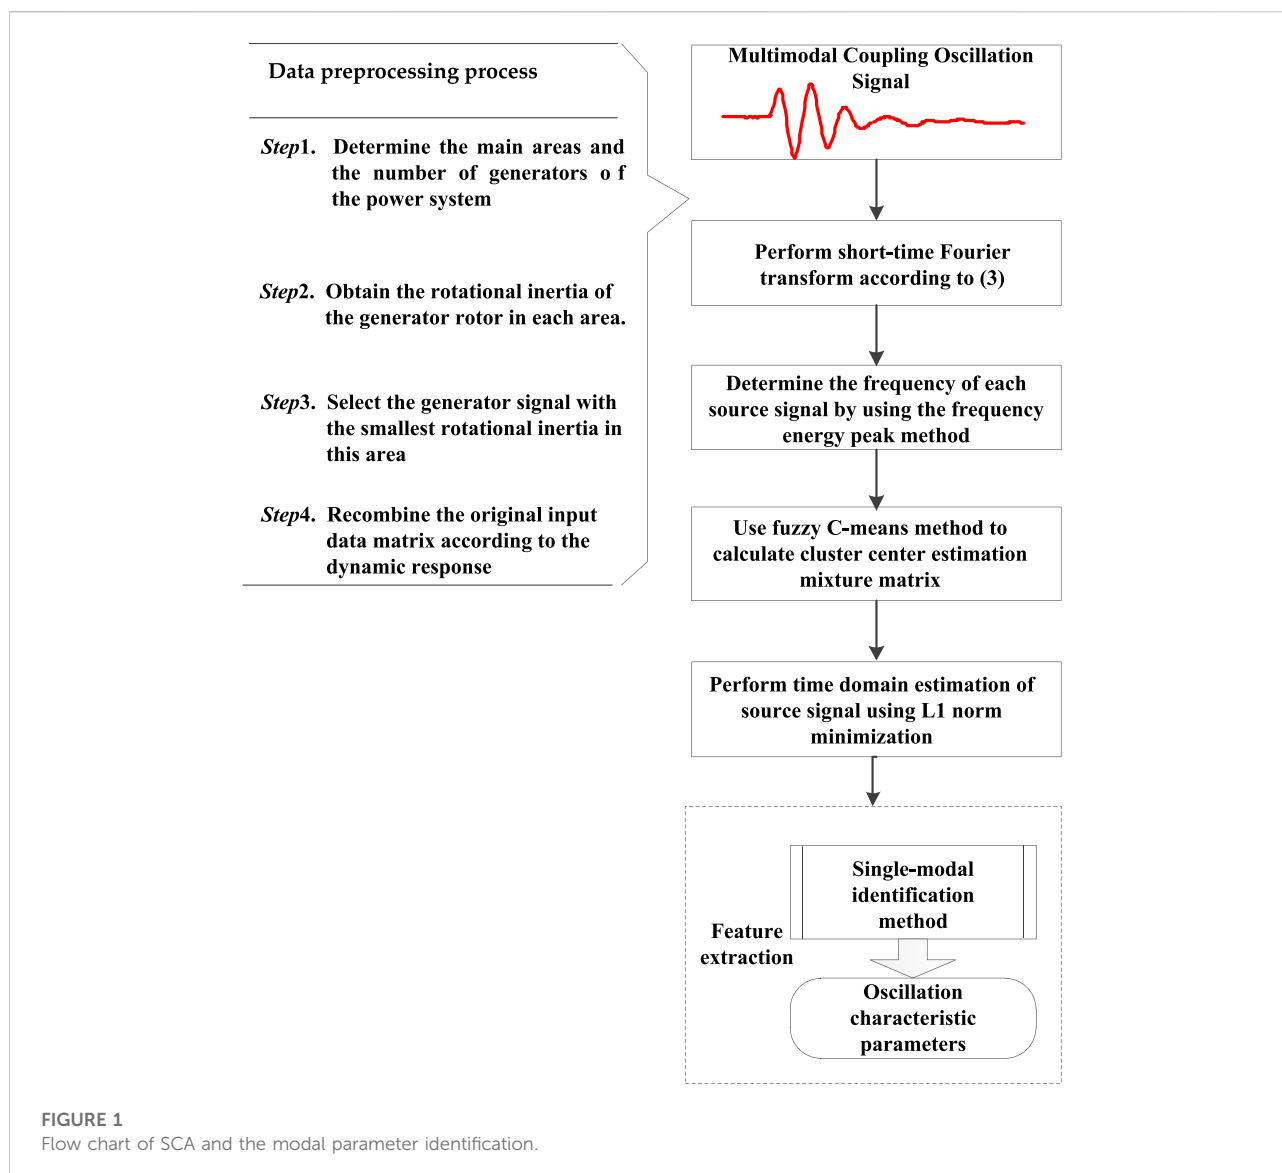 Data preprocessing process
Step1. Determine the main areas and
the number of generators o f
the power system
Step2. Obtain the rotational inertia of
the generator rotor in each area.
Step3. Select the generator signal with
the smallest rotational inertia in
this area
Step4. Recombine the original input
data matrix according to the
dynamic response
Multimodal Coupling Oscillation
Signal
Perform short-time Fourier
transform according to (3)
Determine the frequency of each
source signal by using the frequency
energy peak method
Use fuzzy C-means method to
calculate cluster center estimation
mixture matrix
Perform time domain estimation of
source signal using L1 norm
minimization
Feature
extraction
Single-modal
identification
method
Oscillation
characteristic
parameters
FIGURE 1
Flow chart of SCA and the modal parameter identification.